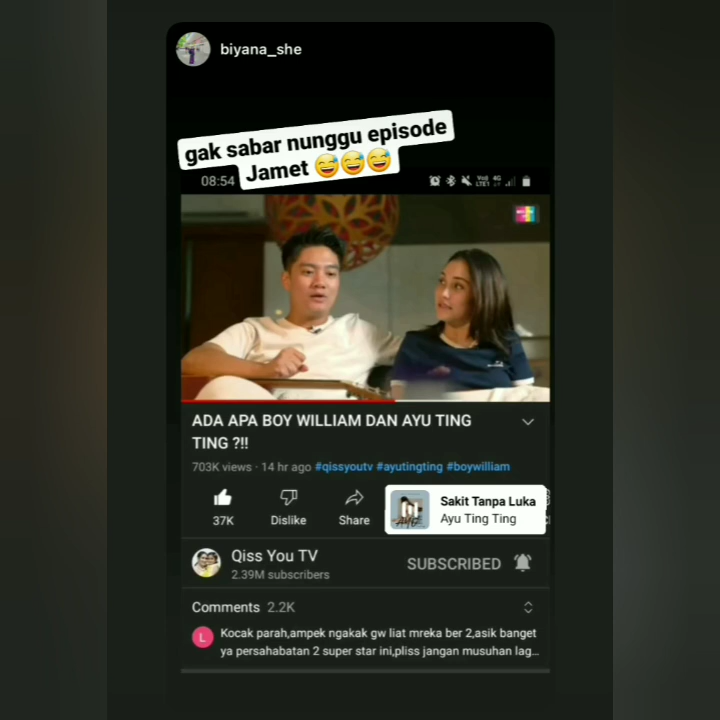 biyana_she
gak sabar nunggu episode
Jamet 😅😅😅
08:54
ADA APA BOY WILLIAM DAN AYU TING
TING ?!!
703K views · 14 hr ago #qissyoutv #ayutingting #boywilliam
37K
Dislike
Share
Sakit Tanpa Luka
Ayu Ting Ting
Qiss You TV
2.39M subscribers
SUBSCRIBED
Comments 2.2K
L
Kocak parah,ampek ngakak gw liat mreka ber 2,asik banget
ya persahabatan 2 super star ini,pliss jangan musuhan lag...